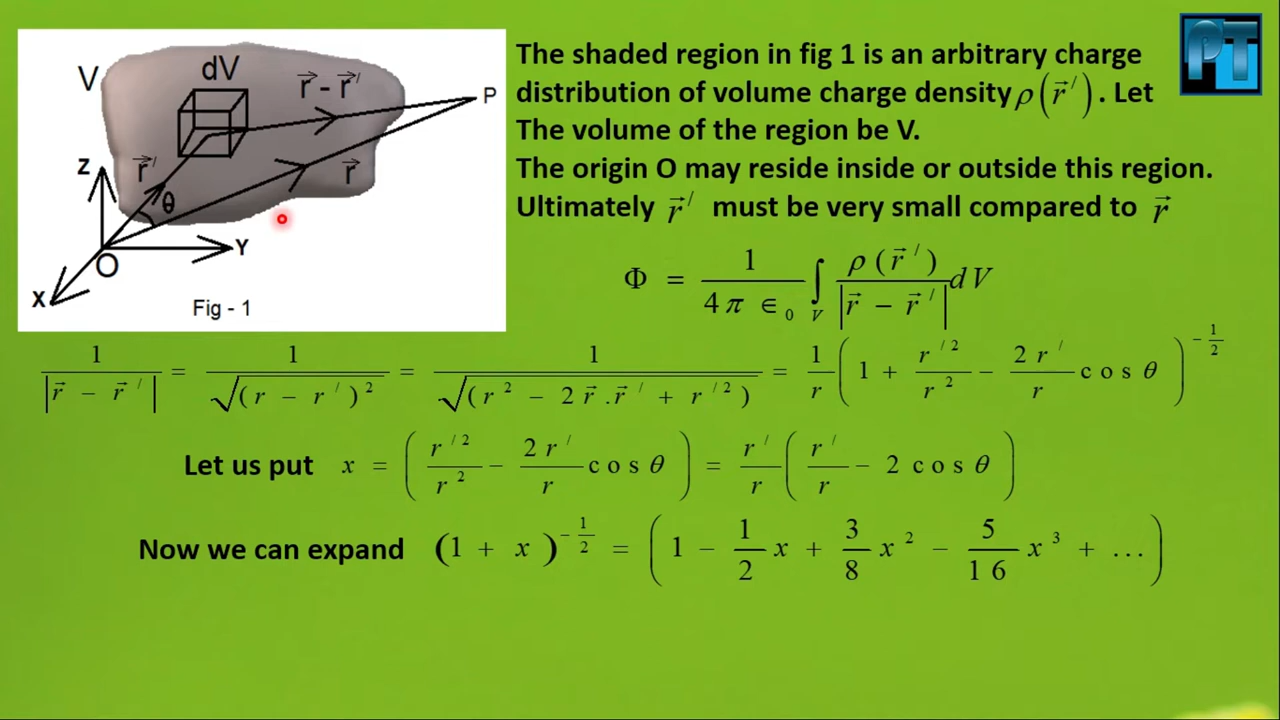 V
dV
r⃗ - r⃗′
P
Z
r⃗′
θ
r⃗
Y
O
X
Fig - 1
PT
The shaded region in fig 1 is an arbitrary charge
distribution of volume charge density ρ(r⃗′). Let
The volume of the region be V.
The origin O may reside inside or outside this region.
Ultimately r⃗′ must be very small compared to r⃗
Φ = 1/(4π∈₀) ∫_V ρ(r⃗′)/|r⃗ − r⃗′| dV
1/|r⃗ − r⃗′| = 1/√((r − r′)²) = 1/√((r² − 2r⃗.r⃗′ + r′²)) = 1/r (1 + r′²/r² − 2r′/r cosθ)^(−1/2)
Let us put x = (r′²/r² − 2r′/r cosθ) = r′/r (r′/r − 2cosθ)
Now we can expand (1 + x)^(−1/2) = (1 − 1/2 x + 3/8 x² − 5/16 x³ + ...)